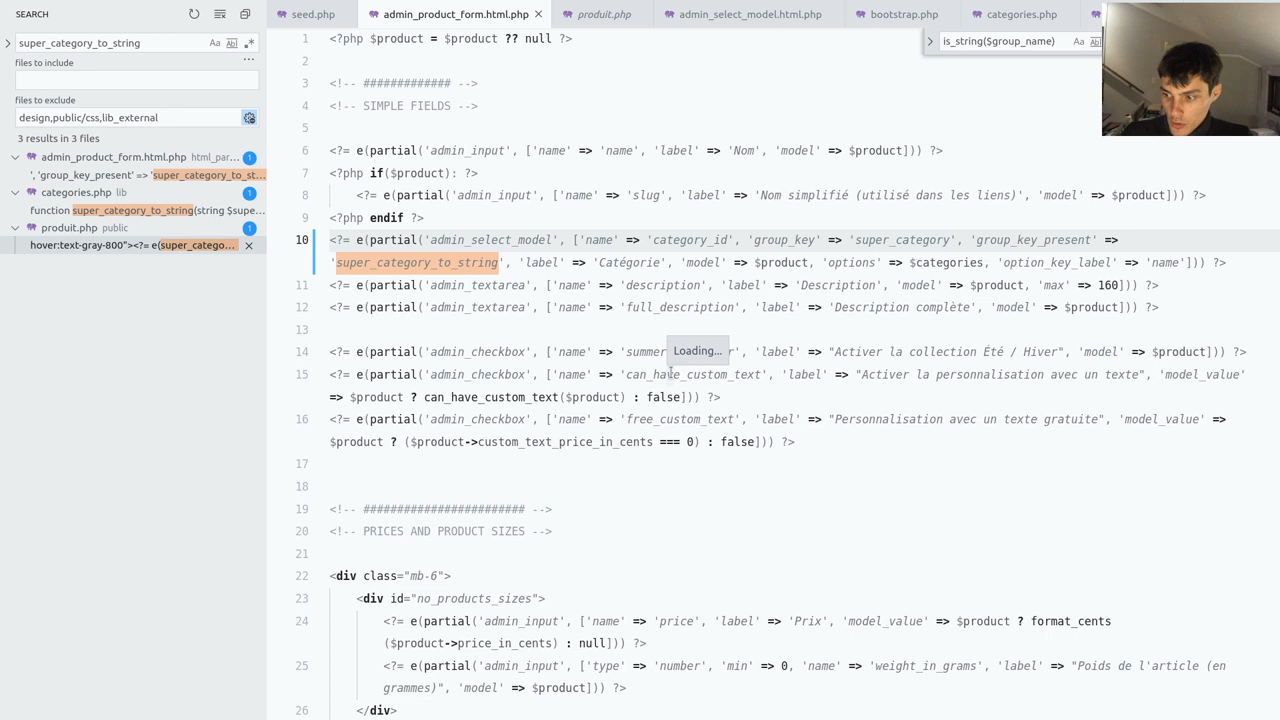 SEARCH
seed.php
admin_product_form.html.php
produit.php
admin_select_model.html.php
bootstrap.php
categories.php
super_category_to_string
Aa
Ab
.*
files to include
...
files to exclude
design,public/css,lib_external
3 results in 3 files
admin_product_form.html.php html_par... 1
', 'group_key_present' => 'super_category_to_st...
categories.php lib 1
function super_category_to_string(string $supe...
produit.php public 1
hover:text-gray-800"><?= e(super_catego...
is_string($group_name)
Aa
Ab
1 <?php $product = $product ?? null ?>
2
3 <!-- ############# -->
4 <!-- SIMPLE FIELDS -->
5
6 <?= e(partial('admin_input', ['name' => 'name', 'label' => 'Nom', 'model' => $product])) ?>
7 <?php if($product): ?>
8 <?= e(partial('admin_input', ['name' => 'slug', 'label' => 'Nom simplifié (utilisé dans les liens)', 'model' => $product])) ?>
9 <?php endif ?>
10 <?= e(partial('admin_select_model', ['name' => 'category_id', 'group_key' => 'super_category', 'group_key_present' =>
'super_category_to_string', 'label' => 'Catégorie', 'model' => $product, 'options' => $categories, 'option_key_label' => 'name'])) ?>
11 <?= e(partial('admin_textarea', ['name' => 'description', 'label' => 'Description', 'model' => $product, 'max' => 160])) ?>
12 <?= e(partial('admin_textarea', ['name' => 'full_description', 'label' => 'Description complète', 'model' => $product])) ?>
13
14 <?= e(partial('admin_checkbox', ['name' => 'summer r', 'label' => "Activer la collection Été / Hiver", 'model' => $product])) ?>
Loading...
15 <?= e(partial('admin_checkbox', ['name' => 'can_have_custom_text', 'label' => "Activer la personnalisation avec un texte", 'model_value'
=> $product ? can_have_custom_text($product) : false])) ?>
16 <?= e(partial('admin_checkbox', ['name' => 'free_custom_text', 'label' => "Personnalisation avec un texte gratuite", 'model_value' =>
$product ? ($product->custom_text_price_in_cents === 0) : false])) ?>
17
18
19 <!-- ######################## -->
20 <!-- PRICES AND PRODUCT SIZES -->
21
22 <div class="mb-6">
23 <div id="no_products_sizes">
24 <?= e(partial('admin_input', ['name' => 'price', 'label' => 'Prix', 'model_value' => $product ? format_cents
($product->price_in_cents) : null])) ?>
25 <?= e(partial('admin_input', ['type' => 'number', 'min' => 0, 'name' => 'weight_in_grams', 'label' => "Poids de l'article (en
grammes)", 'model' => $product])) ?>
26 </div>